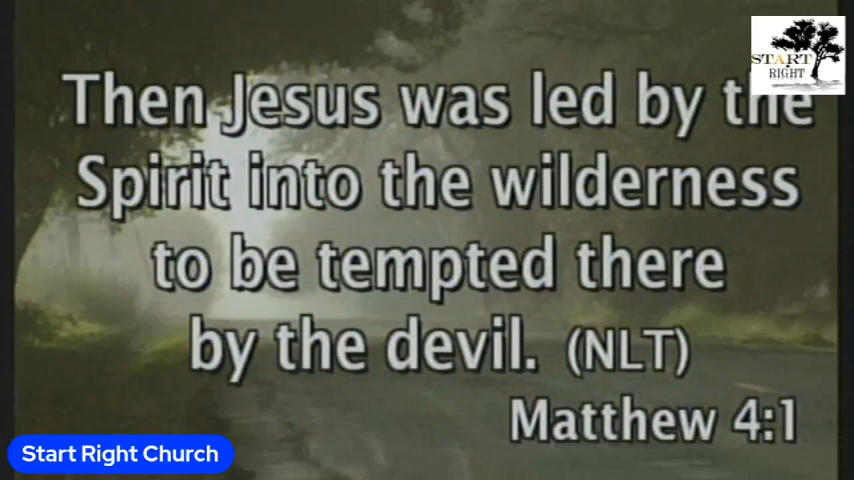 START
RIGHT
Then Jesus was led by the
Spirit into the wilderness
to be tempted there
by the devil. (NLT)
Matthew 4:1
Start Right Church